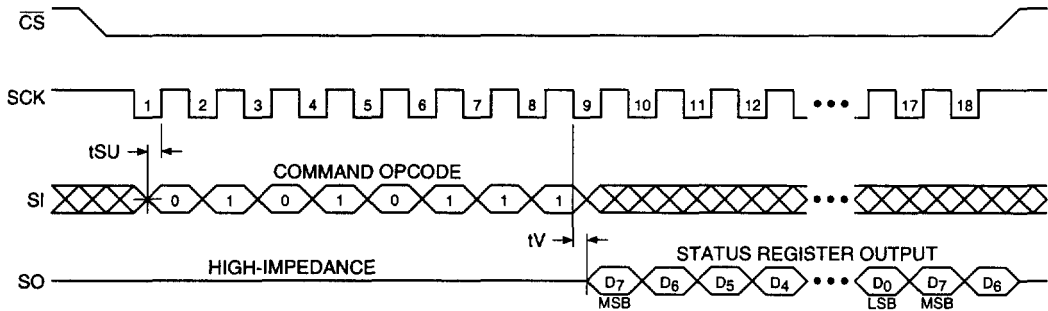 CS
SCK 1 2 3 4 5 6 7 8 9 10 11 12 ••• 17 18
tSU
COMMAND OPCODE
SI 0 1 0 1 0 1 1 1 •••
tV
HIGH-IMPEDANCE
STATUS REGISTER OUTPUT
SO D7 D6 D5 D4 ••• D0 D7 D6
MSB LSB MSB